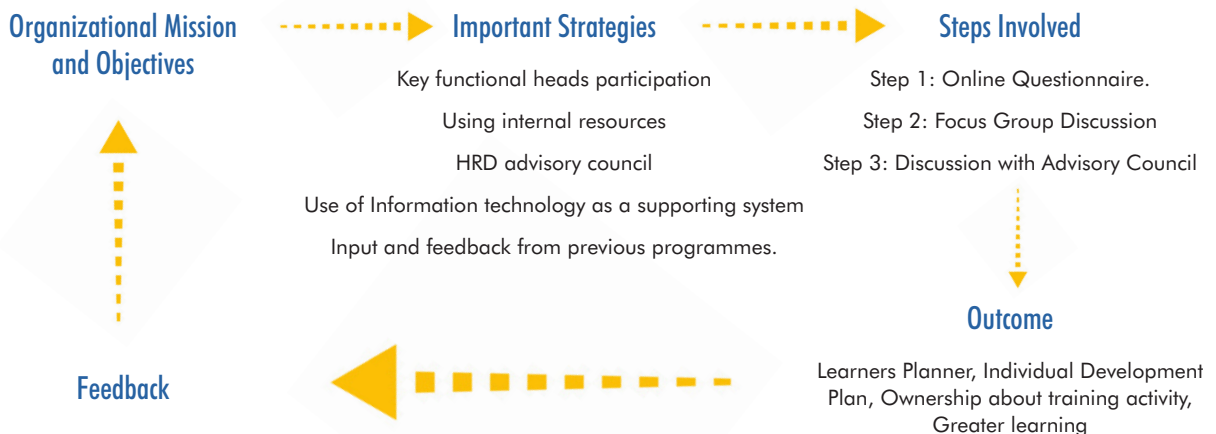 Organizational Mission
and Objectives
Important Strategies
Key functional heads participation
Using internal resources
HRD advisory council
Use of Information technology as a supporting system
Input and feedback from previous programmes.
Steps Involved
Step 1: Online Questionnaire.
Step 2: Focus Group Discussion
Step 3: Discussion with Advisory Council
Outcome
Learners Planner, Individual Development
Plan, Ownership about training activity,
Greater learning
Feedback